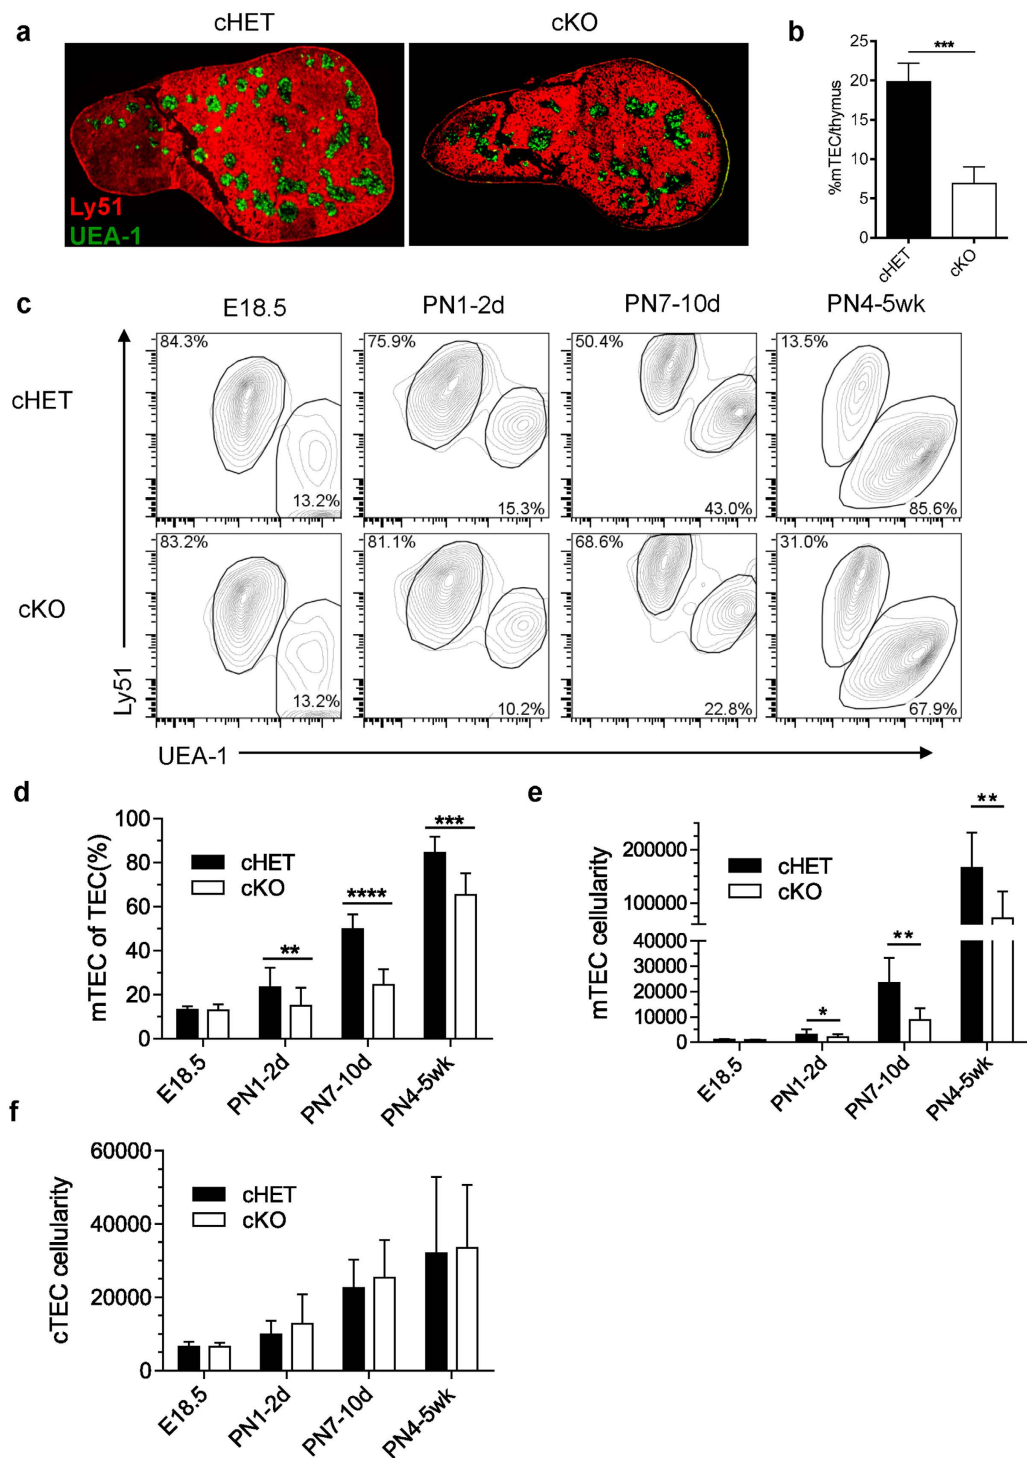 a
cHET
cKO
Ly51
UEA-1
b
***
25
20
15
10
5
0
%mTEC/thymus
cHET
cKO
c
E18.5
PN1-2d
PN7-10d
PN4-5wk
cHET
84.3%
13.2%
75.9%
15.3%
50.4%
43.0%
13.5%
85.6%
cKO
83.2%
13.2%
81.1%
10.2%
68.6%
22.8%
31.0%
67.9%
Ly51
UEA-1
d
mTEC of TEC(%)
100
80
60
40
20
0
cHET
cKO
**
****
***
E18.5
PN1-2d
PN7-10d
PN4-5wk
e
mTEC cellularity
200000
100000
40000
30000
20000
10000
0
cHET
cKO
*
**
**
E18.5
PN1-2d
PN7-10d
PN4-5wk
f
cTEC cellularity
60000
40000
20000
0
cHET
cKO
E18.5
PN1-2d
PN7-10d
PN4-5wk